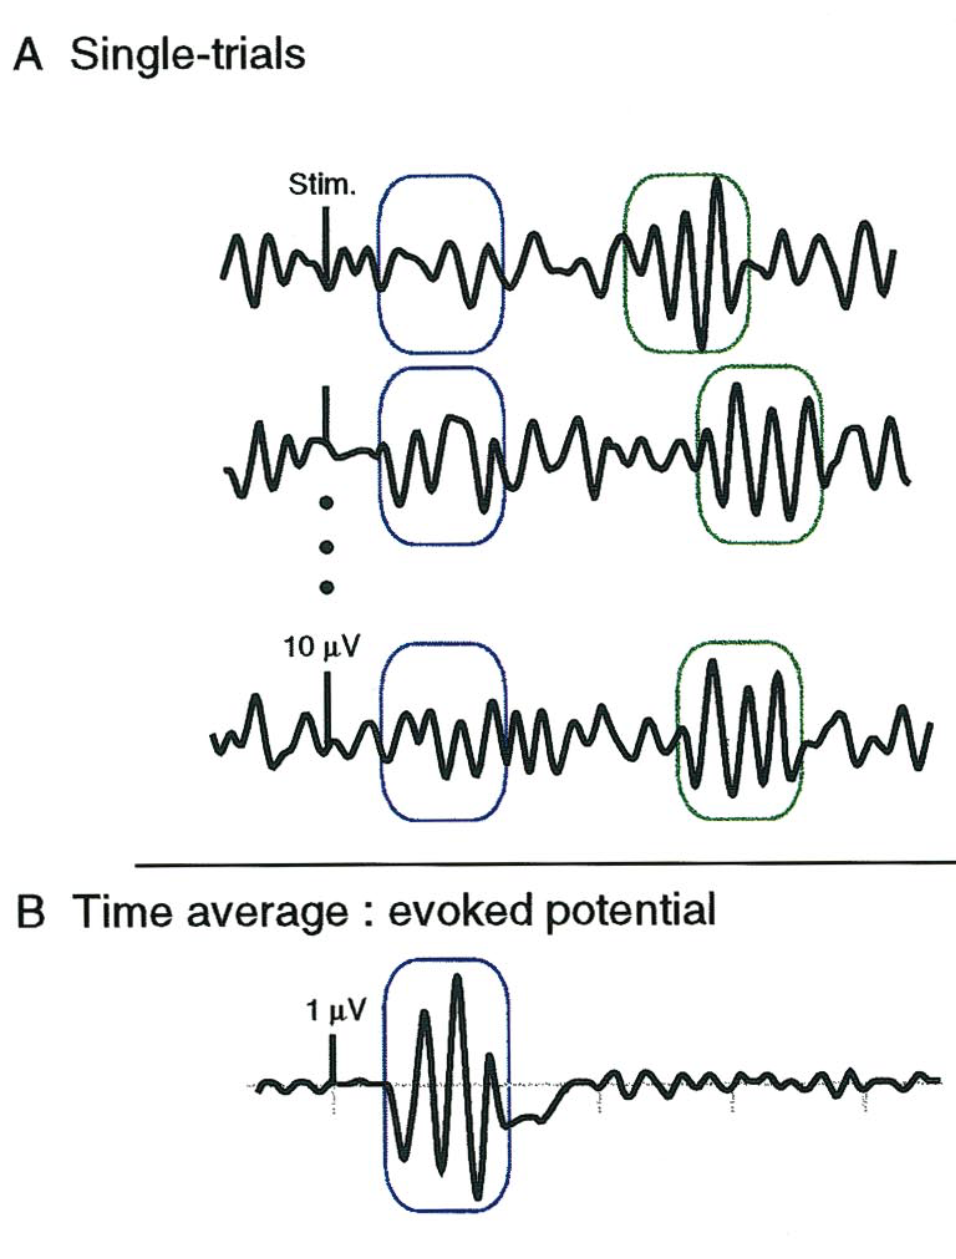 A Single-trials
Stim.
10 µV
B Time average : evoked potential
1 µV